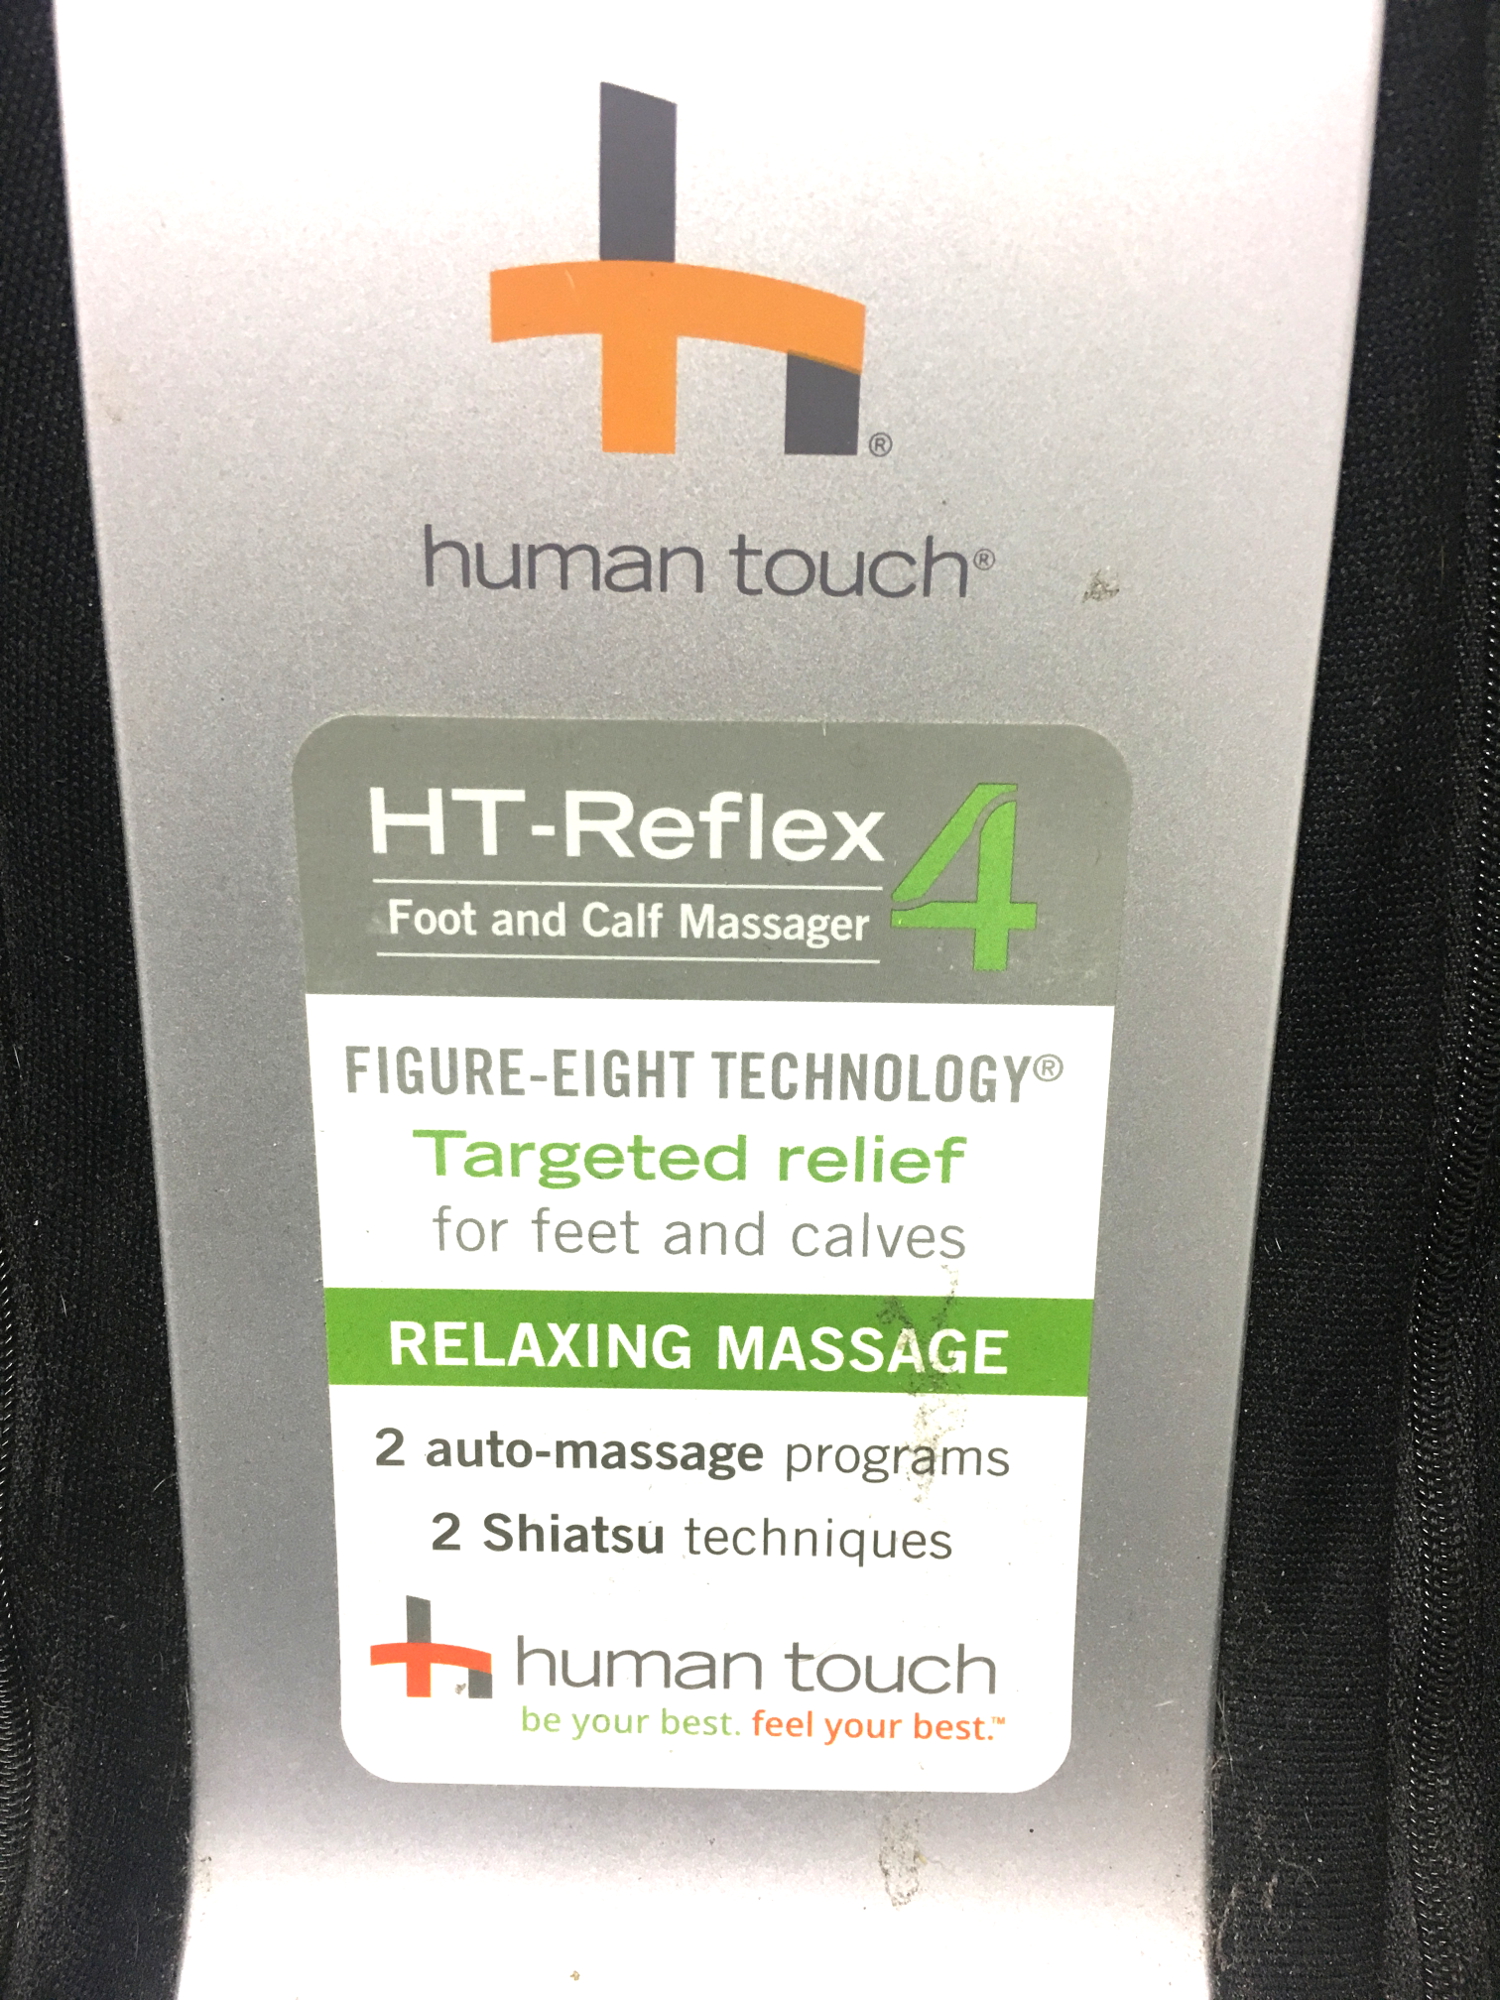 human touch®
HT-Reflex 4
Foot and Calf Massager
FIGURE-EIGHT TECHNOLOGY®
Targeted relief
for feet and calves
RELAXING MASSAGE
2 auto-massage programs
2 Shiatsu techniques
human touch
be your best. feel your best.™